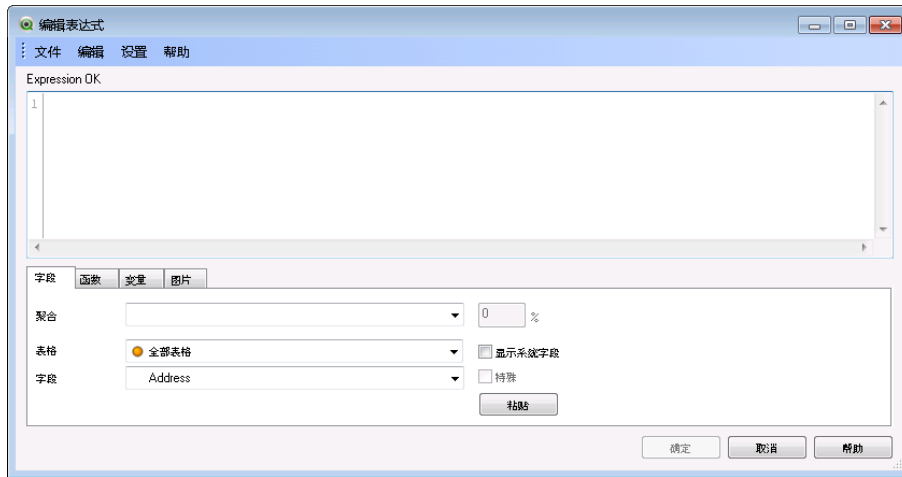 编辑表达式
文件 编辑 设置 帮助
Expression OK
1
字段 函数 变量 图片
聚合 0 %
表格 全部表格 显示系统字段
字段 Address 特殊
粘贴
确定 取消 帮助